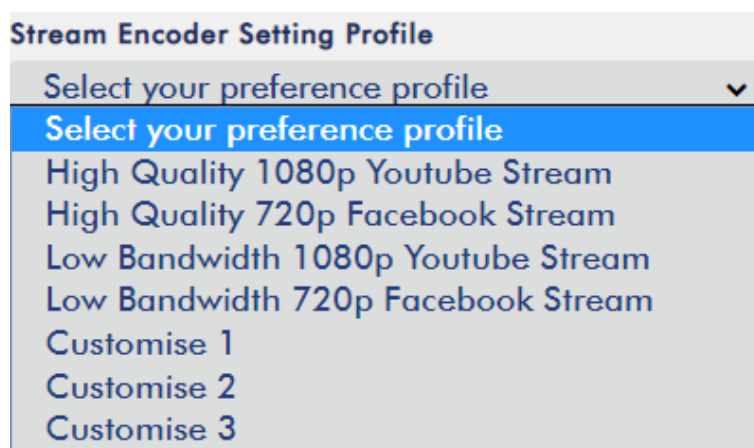 Stream Encoder Setting Profile
Select your preference profile
Select your preference profile
High Quality 1080p Youtube Stream
High Quality 720p Facebook Stream
Low Bandwidth 1080p Youtube Stream
Low Bandwidth 720p Facebook Stream
Customise 1
Customise 2
Customise 3